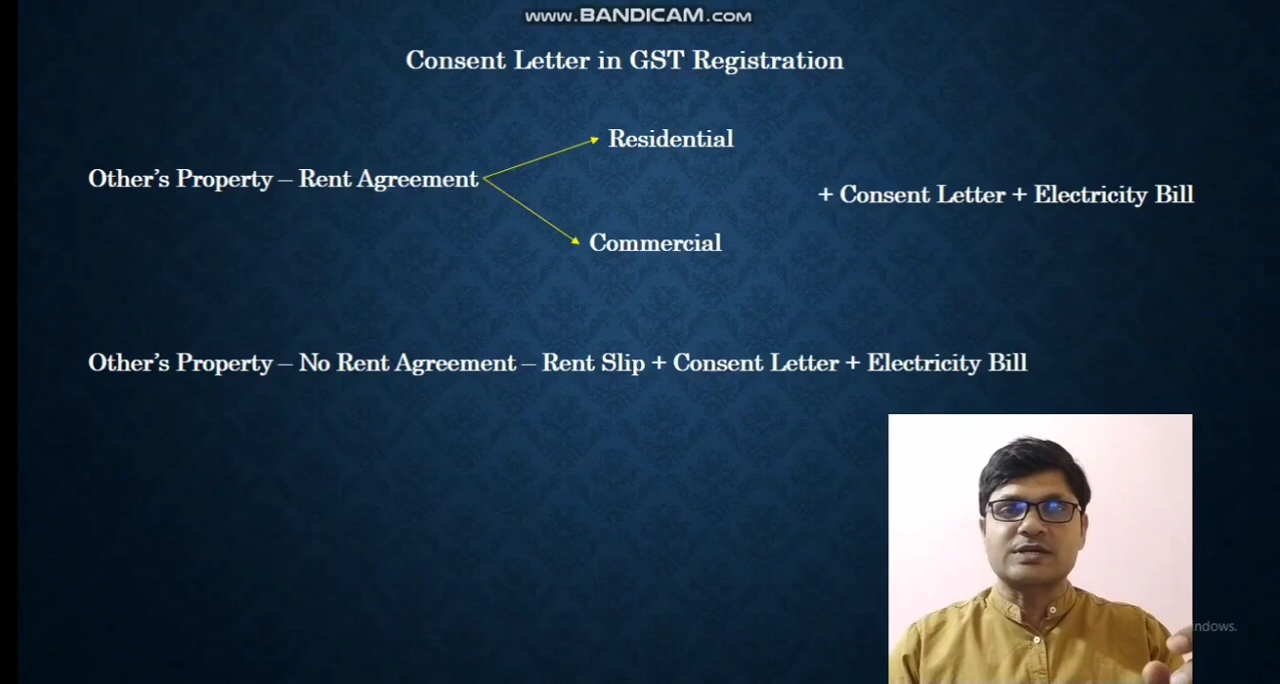 www.BANDICAM.com
Consent Letter in GST Registration
Residential
Other's Property – Rent Agreement
+ Consent Letter + Electricity Bill
Commercial
Other's Property – No Rent Agreement – Rent Slip + Consent Letter + Electricity Bill
ndows.